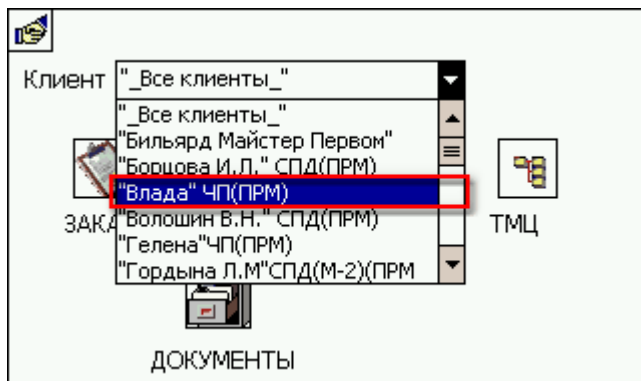 Клиент "_Все клиенты_"
"_Все клиенты_"
"Бильярд Майстер Первом"
"Борцова И.Л." СПД(ПРМ)
"Влада" ЧП(ПРМ)
ЗАКА "Волошин В.Н." СПД(ПРМ) ТМЦ
"Гелена"ЧП(ПРМ)
"Гордына Л.М"СПД(М-2)(ПРМ
ДОКУМЕНТЫ